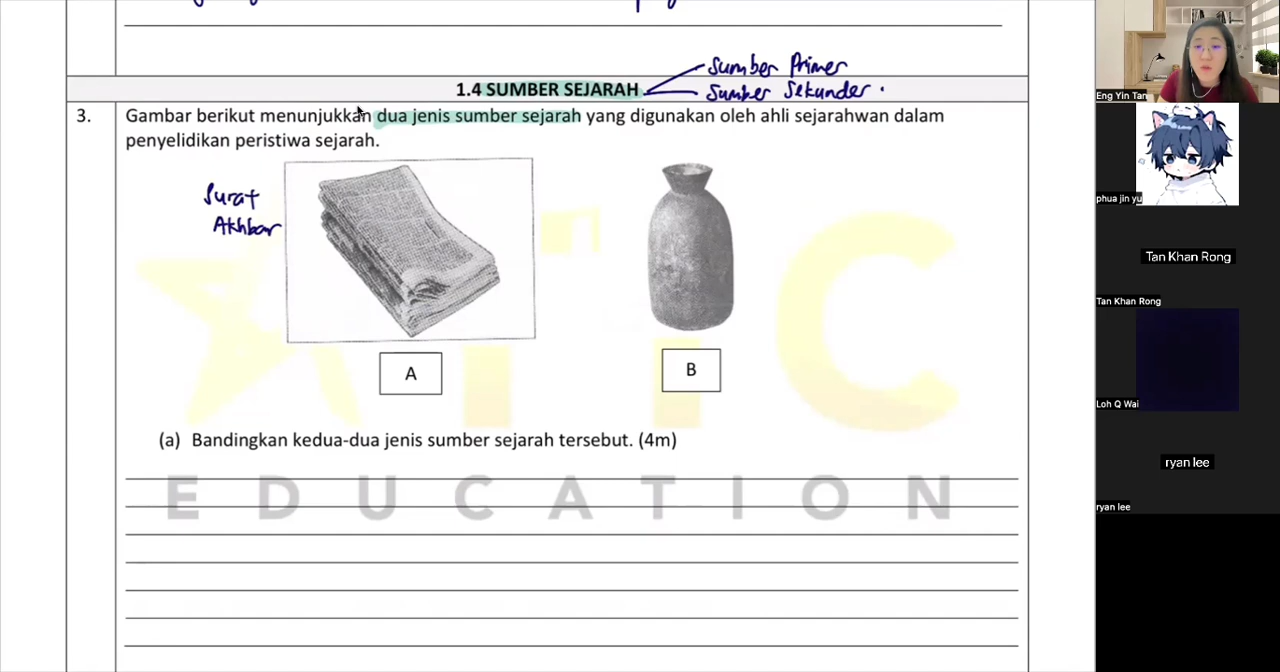 Sumber Primer
1.4 SUMBER SEJARAH
Sumber Sekunder.
3. Gambar berikut menunjukkan dua jenis sumber sejarah yang digunakan oleh ahli sejarahwan dalam
penyelidikan peristiwa sejarah.
Surat
Akhbar
A
B
TC
(a) Bandingkan kedua-dua jenis sumber sejarah tersebut. (4m)
EDUCATION
Eng Yin Tan
phua jin yu
Tan Khan Rong
Tan Khan Rong
Loh Q Wai
ryan lee
ryan lee